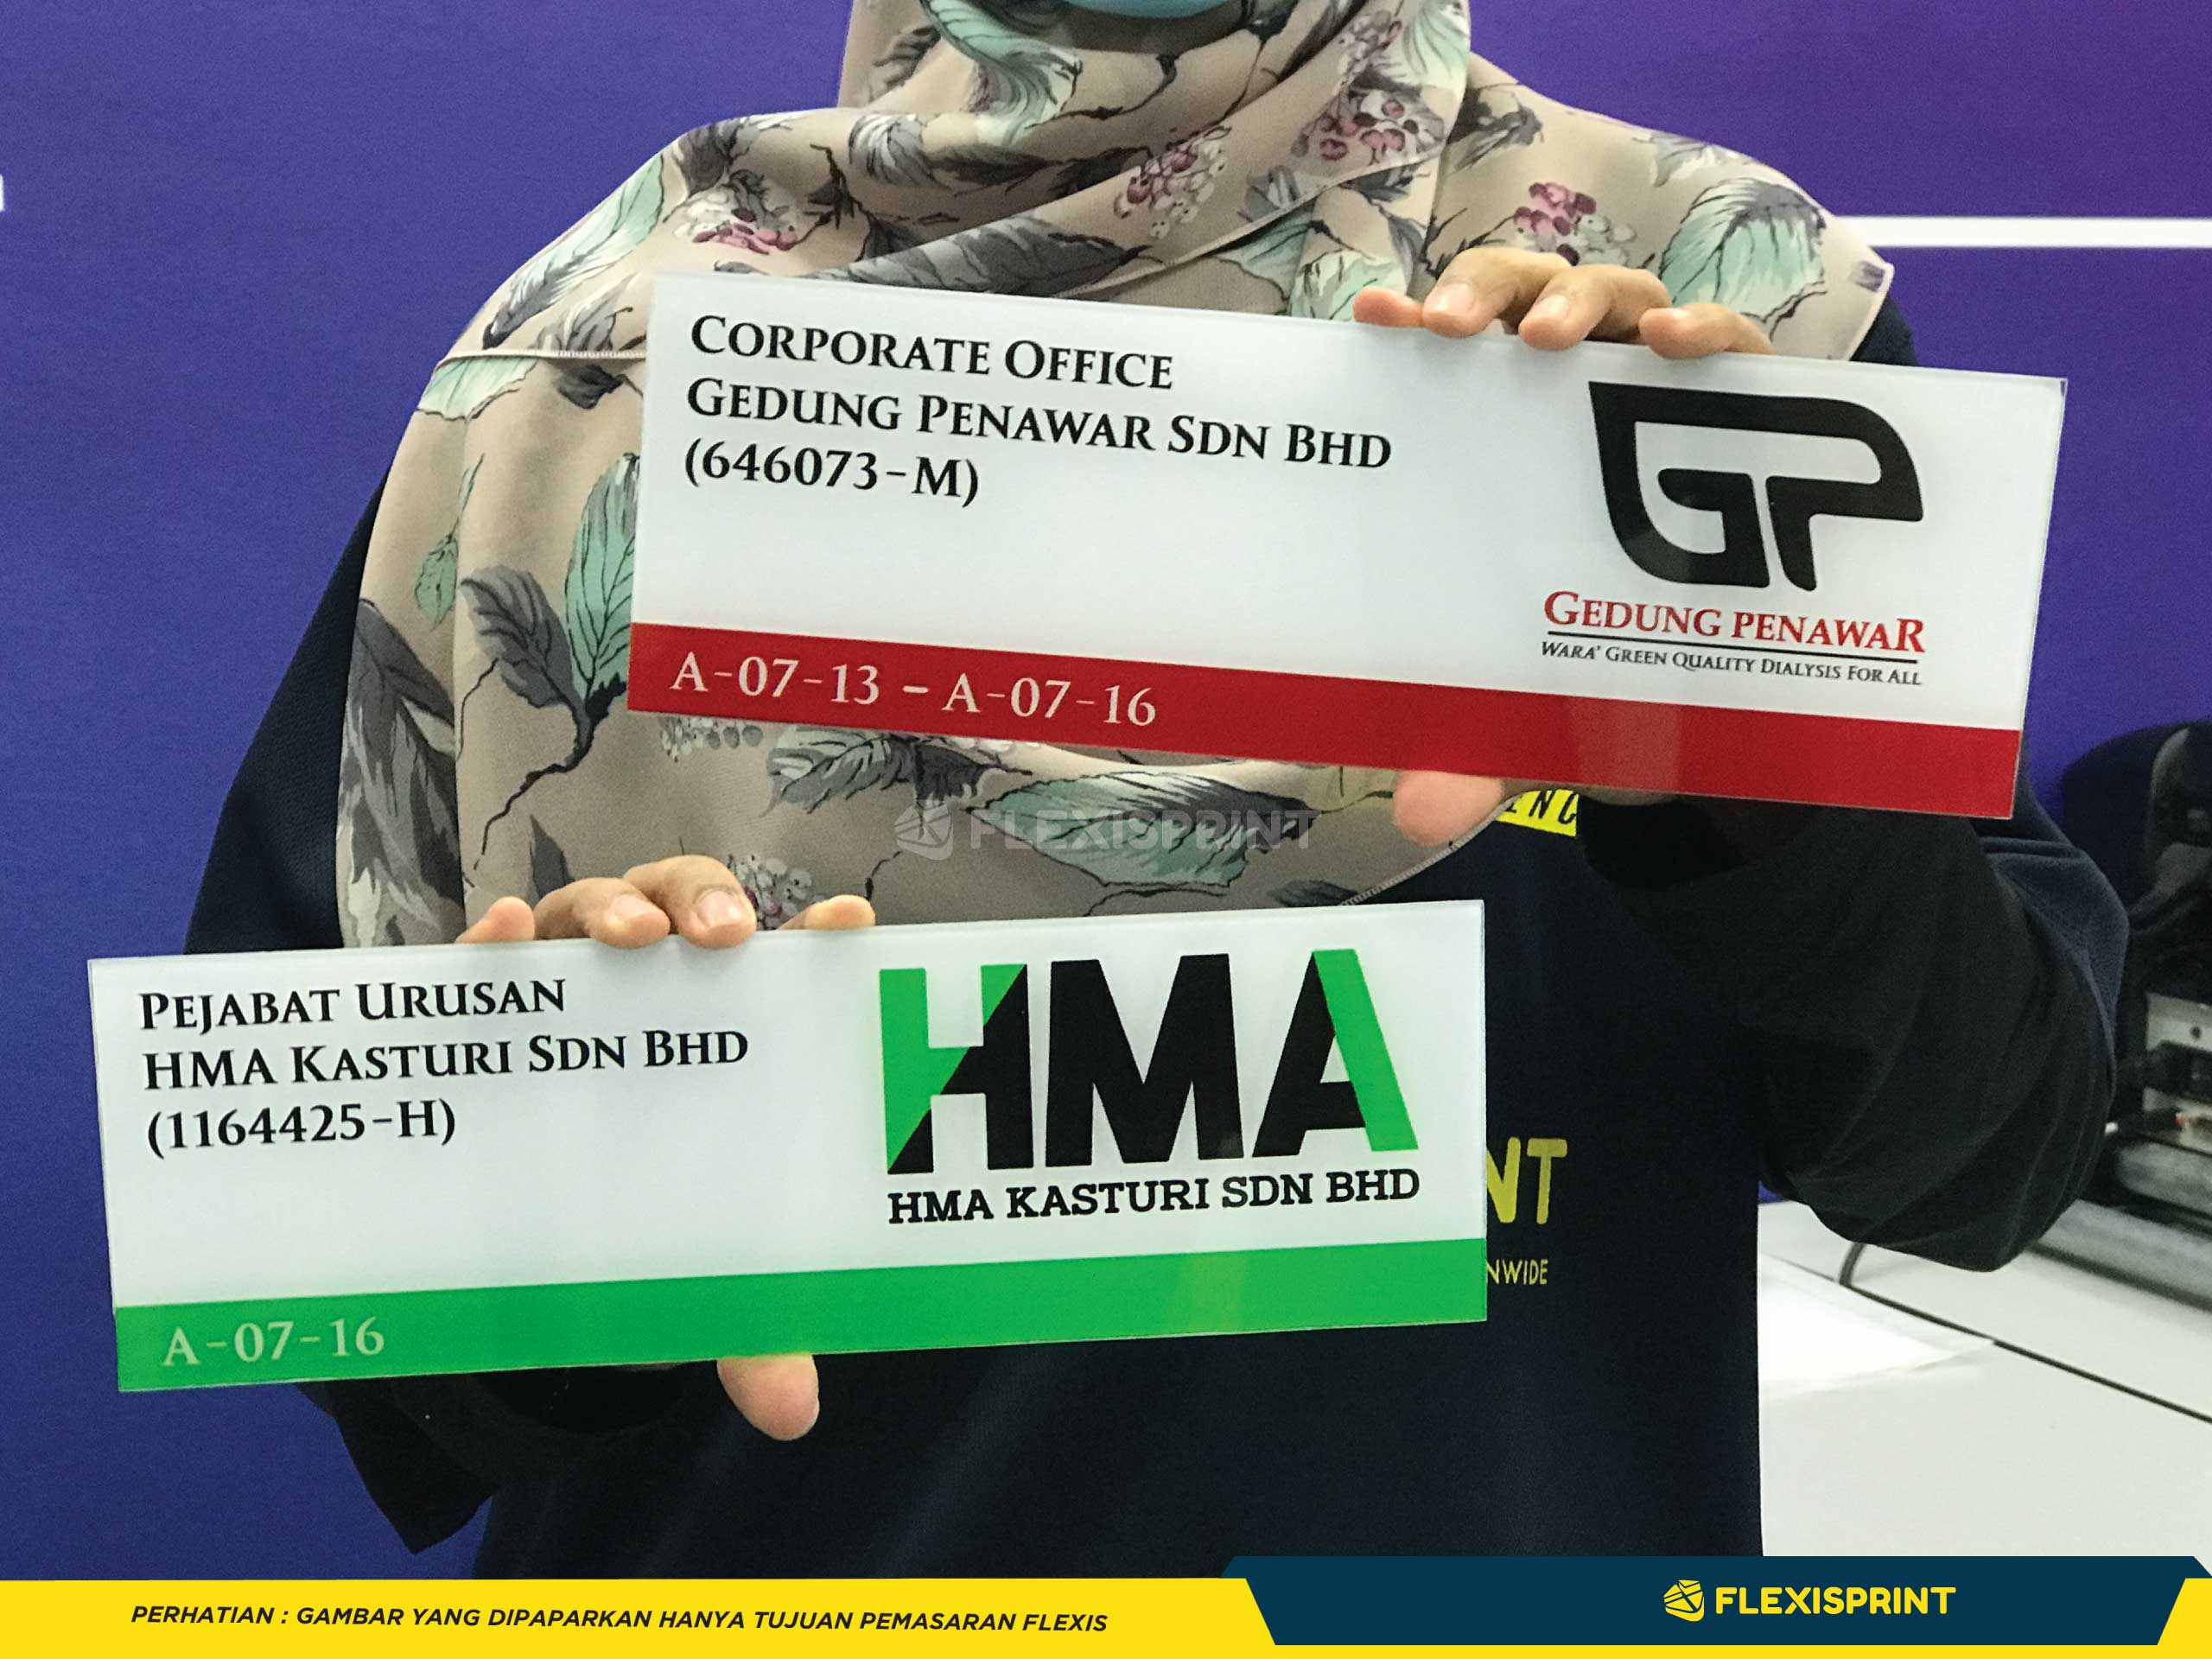 Corporate Office
Gedung Penawar Sdn Bhd
(646073-M)
GP
Gedung Penawar
Wara' Green Quality Dialysis For All
A-07-13 - A-07-16
FLEXISPRINT
Pejabat Urusan
HMA Kasturi Sdn Bhd
(1164425-H)
HMA
HMA KASTURI SDN BHD
A-07-16
NT
NWIDE
PERHATIAN : GAMBAR YANG DIPAPARKAN HANYA TUJUAN PEMASARAN FLEXIS
FLEXISPRINT